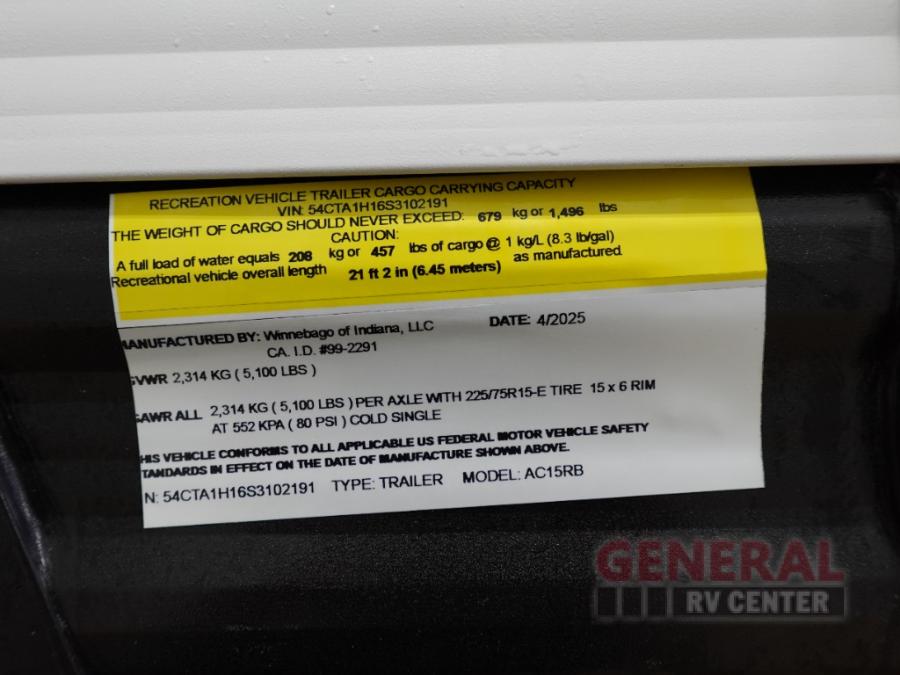 RECREATION VEHICLE TRAILER CARGO CARRYING CAPACITY
VIN: 54CTA1H16S3102191
THE WEIGHT OF CARGO SHOULD NEVER EXCEED: 679 kg or 1,496 lbs
CAUTION:
A full load of water equals 208 kg or 457 lbs of cargo @ 1 kg/L (8.3 lb/gal)
Recreational vehicle overall length 21 ft 2 in (6.45 meters) as manufactured
ANUFACTURED BY: Winnebago of Indiana, LLC DATE: 4/2025
CA. I.D. #99-2291
GVWR 2,314 KG ( 5,100 LBS )
GAWR ALL 2,314 KG ( 5,100 LBS ) PER AXLE WITH 225/75R15-E TIRE 15 x 6 RIM
AT 552 KPA ( 80 PSI ) COLD SINGLE
HIS VEHICLE CONFORMS TO ALL APPLICABLE US FEDERAL MOTOR VEHICLE SAFETY
TANDARDS IN EFFECT ON THE DATE OF MANUFACTURE SHOWN ABOVE.
N: 54CTA1H16S3102191 TYPE: TRAILER MODEL: AC15RB
GENERAL
RV CENTER